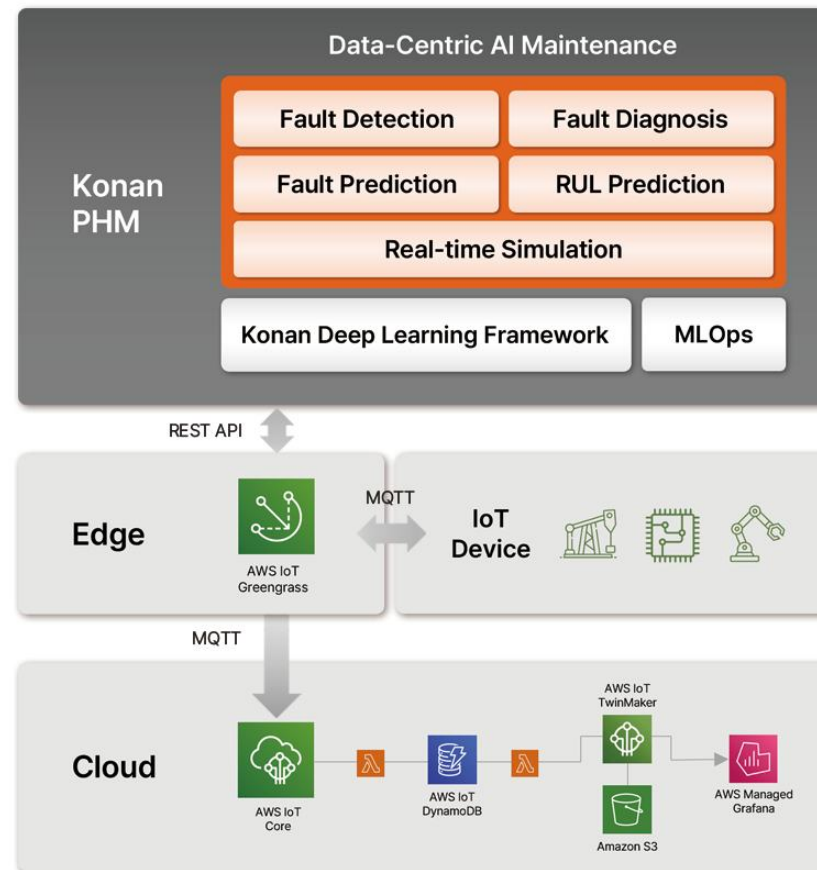 Data-Centric AI Maintenance
Konan
PHM
Fault Detection
Fault Diagnosis
Fault Prediction
RUL Prediction
Real-time Simulation
Konan Deep Learning Framework
MLOps
REST API
Edge
AWS IoT
Greengrass
MQTT
IoT
Device
MQTT
Cloud
AWS IoT
Core
AWS IoT
DynamoDB
AWS IoT
TwinMaker
Amazon S3
AWS Managed
Grafana